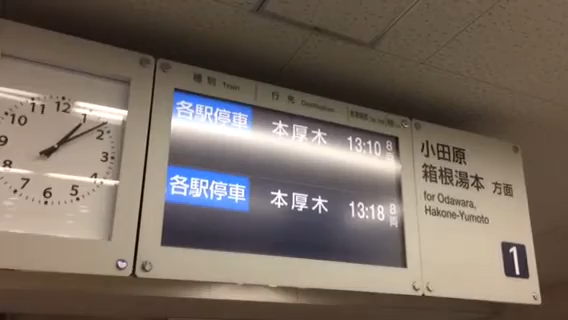 12
1
2
3
4
5
6
7
8
9
10
種別 Train
行先 Destination
各駅停車 本厚木 13:10 8両
各駅停車 本厚木 13:18 8両
小田原
箱根湯本 方面
for Odawara,
Hakone-Yumoto
1